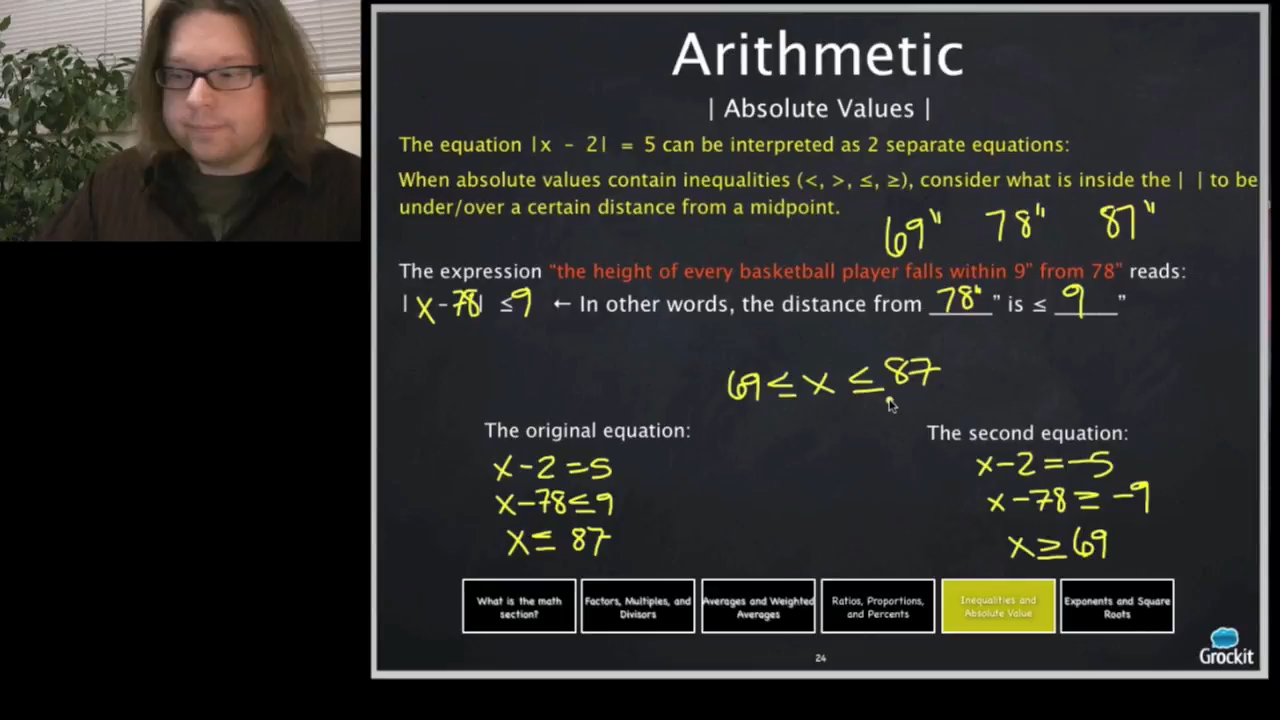 Arithmetic
| Absolute Values |
The equation |x - 2| = 5 can be interpreted as 2 separate equations:
When absolute values contain inequalities (<, >, ≤, ≥), consider what is inside the | | to be
under/over a certain distance from a midpoint.
69" 78" 87"
The expression "the height of every basketball player falls within 9" from 78" reads:
|x-78| ≤9 ← In other words, the distance from 78" " is ≤ 9 "
69 ≤ x ≤ 87
The original equation: The second equation:
x-2=5 x-2=-5
x-78≤9 x-78≥-9
x≤ 87 x≥69
What is the math section? Factors, Multiples, and Divisors Averages and Weighted Averages Ratios, Proportions, and Percents Inequalities and Absolute Value Exponents and Square Roots
24
Grockit